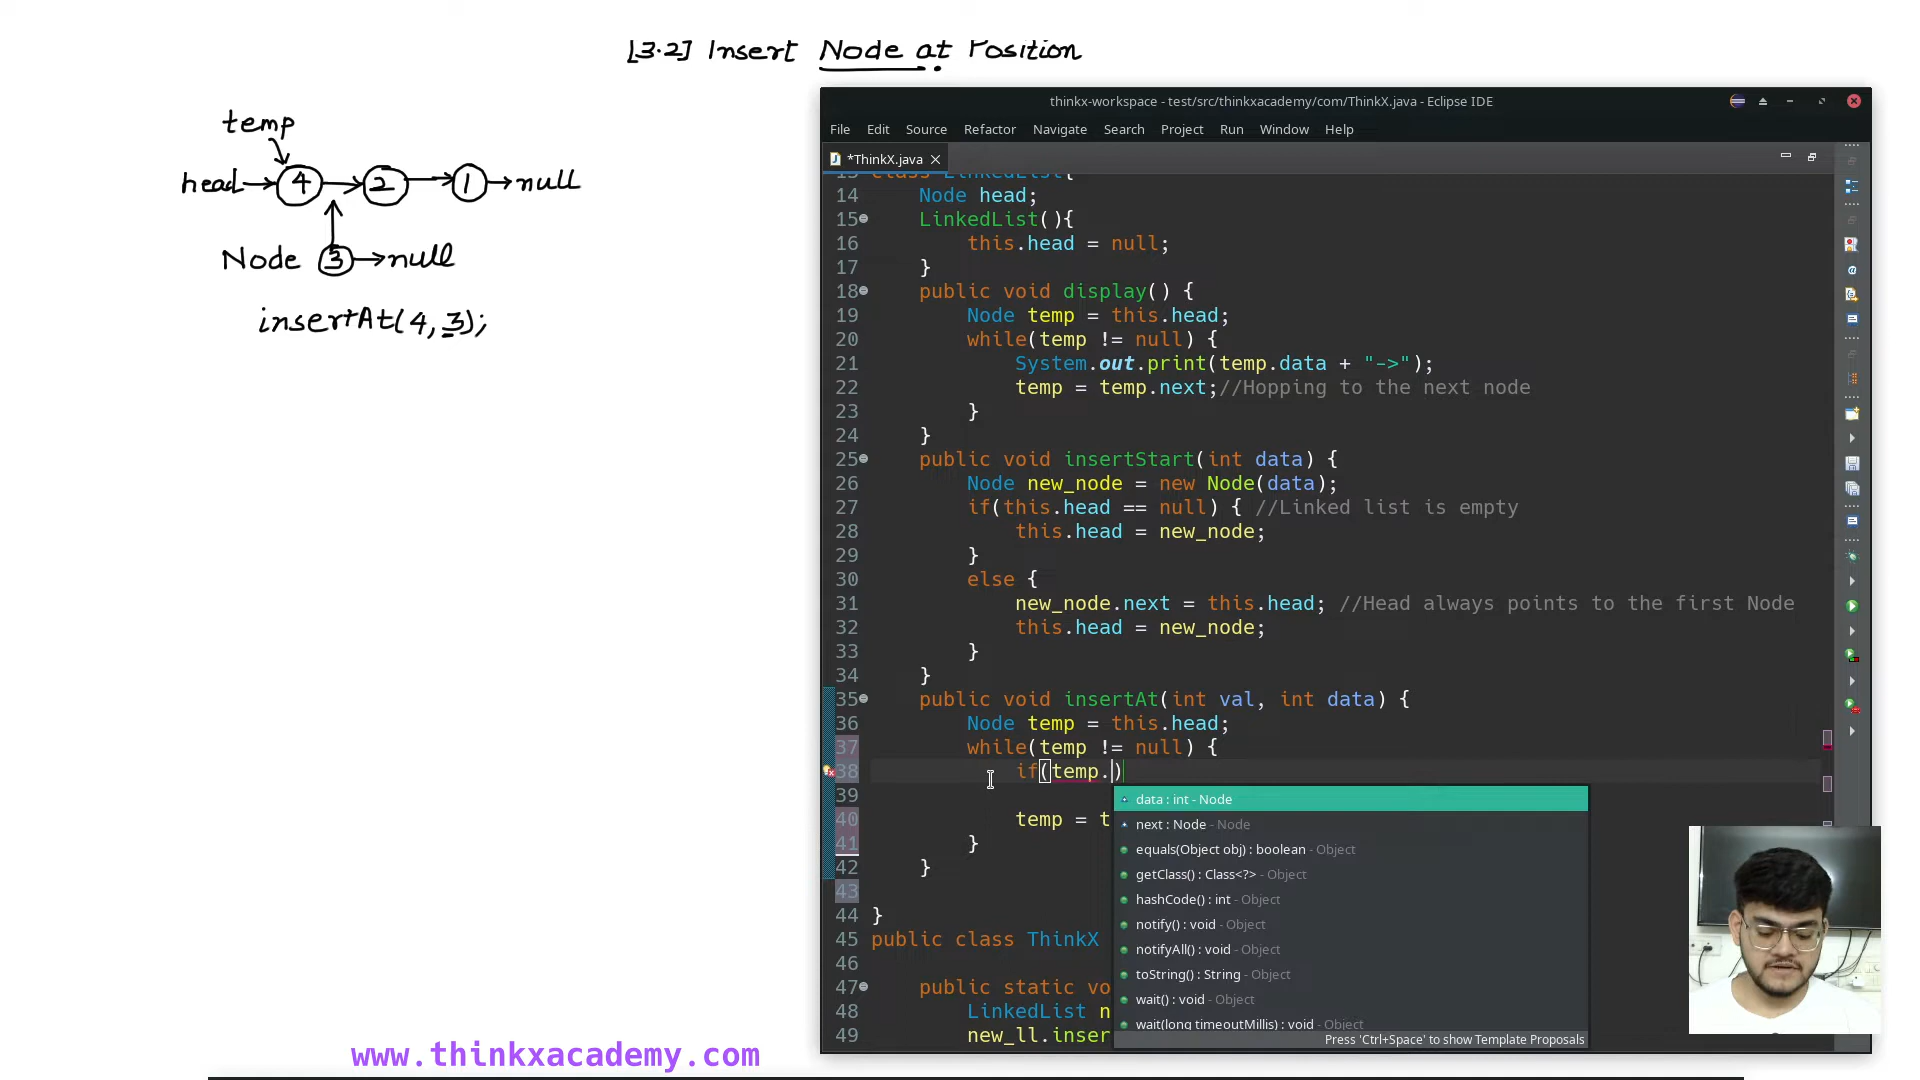 [3.2] Insert Node at Position
temp
head 4 2 1 null
Node 3 null
insertAt(4, 3);
thinkx-workspace - test/src/thinkxacademy/com/ThinkX.java - Eclipse IDE
File Edit Source Refactor Navigate Search Project Run Window Help
*ThinkX.java
13 class LinkedList{
14 Node head;
15 LinkedList(){
16 this.head = null;
17 }
18 public void display() {
19 Node temp = this.head;
20 while(temp != null) {
21 System.out.print(temp.data + "->");
22 temp = temp.next;//Hopping to the next node
23 }
24 }
25 public void insertStart(int data) {
26 Node new_node = new Node(data);
27 if(this.head == null) { //Linked list is empty
28 this.head = new_node;
29 }
30 else {
31 new_node.next = this.head; //Head always points to the first Node
32 this.head = new_node;
33 }
34 }
35 public void insertAt(int val, int data) {
36 Node temp = this.head;
37 while(temp != null) {
38 if(temp.)
39
40 temp = t
41 }
42 }
43
44 }
45 public class ThinkX
46
47 public static vo
48 LinkedList n
49 new_ll.inser
data : int - Node
next : Node - Node
equals(Object obj) : boolean - Object
getClass() : Class<?> - Object
hashCode() : int - Object
notify() : void - Object
notifyAll() : void - Object
toString() : String - Object
wait() : void - Object
wait(long timeoutMillis) : void - Object
Press 'Ctrl+Space' to show Template Proposals
www.thinkxacademy.com